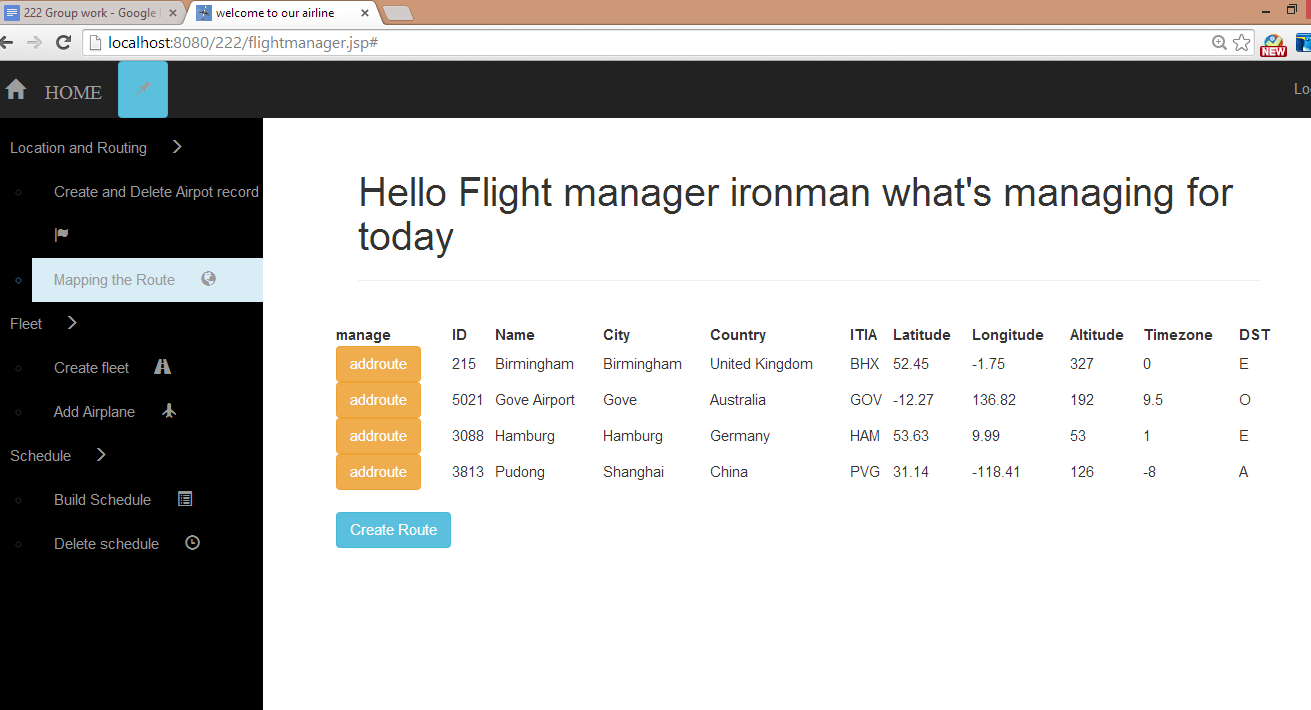 222 Group work - Google
welcome to our airline
localhost:8080/222/flightmanager.jsp#
NEW
HOME
Location and Routing
Create and Delete Airpot record
Mapping the Route
Fleet
Create fleet
Add Airplane
Schedule
Build Schedule
Delete schedule
Hello Flight manager ironman what's managing for
today
manage ID Name City Country ITIA Latitude Longitude Altitude Timezone DST
addroute 215 Birmingham Birmingham United Kingdom BHX 52.45 -1.75 327 0 E
addroute 5021 Gove Airport Gove Australia GOV -12.27 136.82 192 9.5 O
addroute 3088 Hamburg Hamburg Germany HAM 53.63 9.99 53 1 E
addroute 3813 Pudong Shanghai China PVG 31.14 -118.41 126 -8 A
Create Route